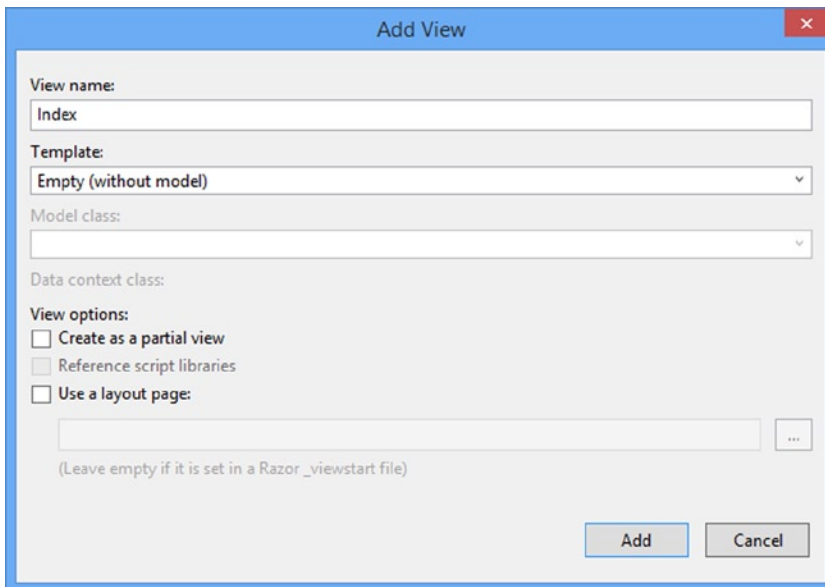 Add View
View name:
Index
Template:
Empty (without model)
Model class:
Data context class:
View options:
Create as a partial view
Reference script libraries
Use a layout page:
...
(Leave empty if it is set in a Razor _viewstart file)
Add Cancel